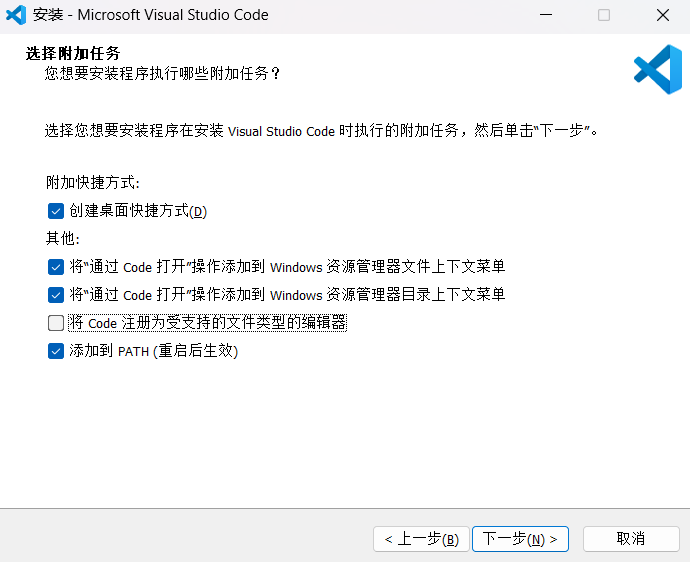 安装 - Microsoft Visual Studio Code
选择附加任务
您想要安装程序执行哪些附加任务？
选择您想要安装程序在安装 Visual Studio Code 时执行的附加任务，然后单击“下一步”。
附加快捷方式:
创建桌面快捷方式(D)
其他:
将“通过 Code 打开”操作添加到 Windows 资源管理器文件上下文菜单
将“通过 Code 打开”操作添加到 Windows 资源管理器目录上下文菜单
将 Code 注册为受支持的文件类型的编辑器
添加到 PATH (重启后生效)
< 上一步(B) 下一步(N) > 取消